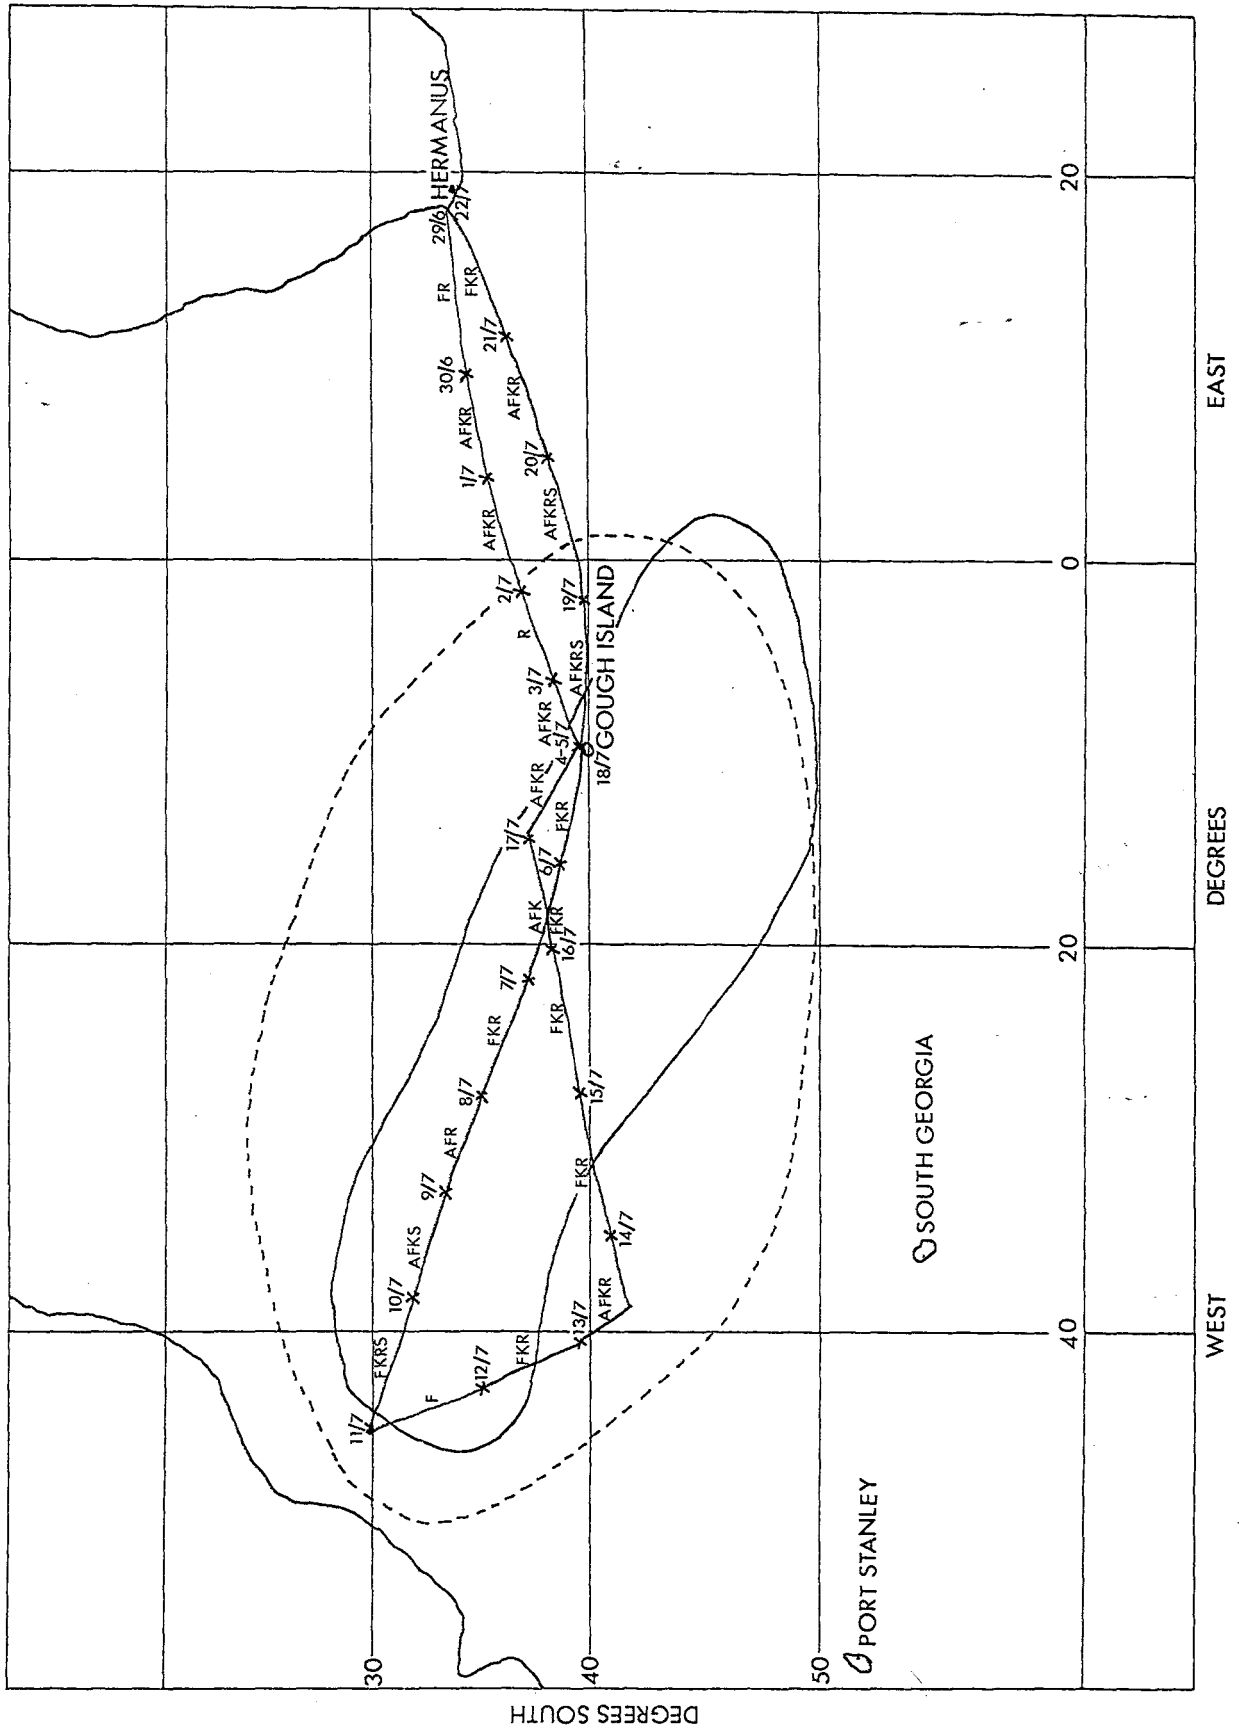 HERMANUS
29/6
22/7
FR
FKR
30/6
21/7
AFKR
AFKR
1/7
20/7
AFKR
AFKRS
2/7
19/7
R
AFKRS
3/7
AFKR
4-5/7
18/7
GOUGH ISLAND
AFKR
FKR
17/7
6/7
AFK
FKR
16/7
7/7
FKR
FKR
8/7
15/7
AFR
9/7
FKR
AFKS
14/7
10/7
AFKR
13/7
FKRS
FKR
12/7
F
11/7
SOUTH GEORGIA
PORT STANLEY
30
40
50
DEGREES SOUTH
40
20
0
20
WEST
DEGREES
EAST